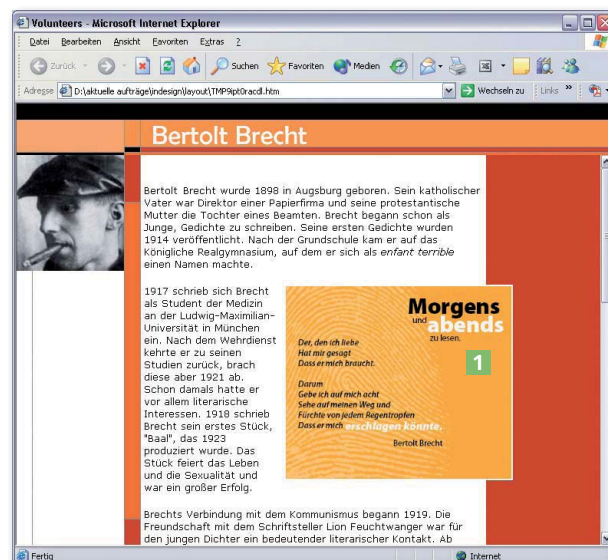 Volunteers - Microsoft Internet Explorer
Datei Bearbeiten Ansicht Favoriten Extras ?
Zurück Suchen Favoriten Medien
Adresse D:\aktuelle aufträge\indesign\layout\TMP9ipt0racdl.htm Wechseln zu Links »
Bertolt Brecht
Bertolt Brecht wurde 1898 in Augsburg geboren. Sein katholischer
Vater war Direktor einer Papierfirma und seine protestantische
Mutter die Tochter eines Beamten. Brecht begann schon als
Junge, Gedichte zu schreiben. Seine ersten Gedichte wurden
1914 veröffentlicht. Nach der Grundschule kam er auf das
Königliche Realgymnasium, auf dem er sich als enfant terrible
einen Namen machte.
1917 schrieb sich Brecht
als Student der Medizin
an der Ludwig-Maximilian-
Universität in München
ein. Nach dem Wehrdienst
kehrte er zu seinen
Studien zurück, brach
diese aber 1921 ab.
Schon damals hatte er
vor allem literarische
Interessen. 1918 schrieb
Brecht sein erstes Stück,
"Baal", das 1923
produziert wurde. Das
Stück feiert das Leben
und die Sexualität und
war ein großer Erfolg.
Morgens
und abends
zu lesen.
Der, den ich liebe
Hat mir gesagt
Dass er mich braucht.
Darum
Gebe ich auf mich acht
Sehe auf meinen Weg und
Fürchte von jedem Regentropfen
Dass er mich erschlagen könnte.
Bertolt Brecht
1
Brechts Verbindung mit dem Kommunismus begann 1919. Die
Freundschaft mit dem Schriftsteller Lion Feuchtwanger war für
den jungen Dichter ein bedeutender literarischer Kontakt. Ab
Fertig Internet